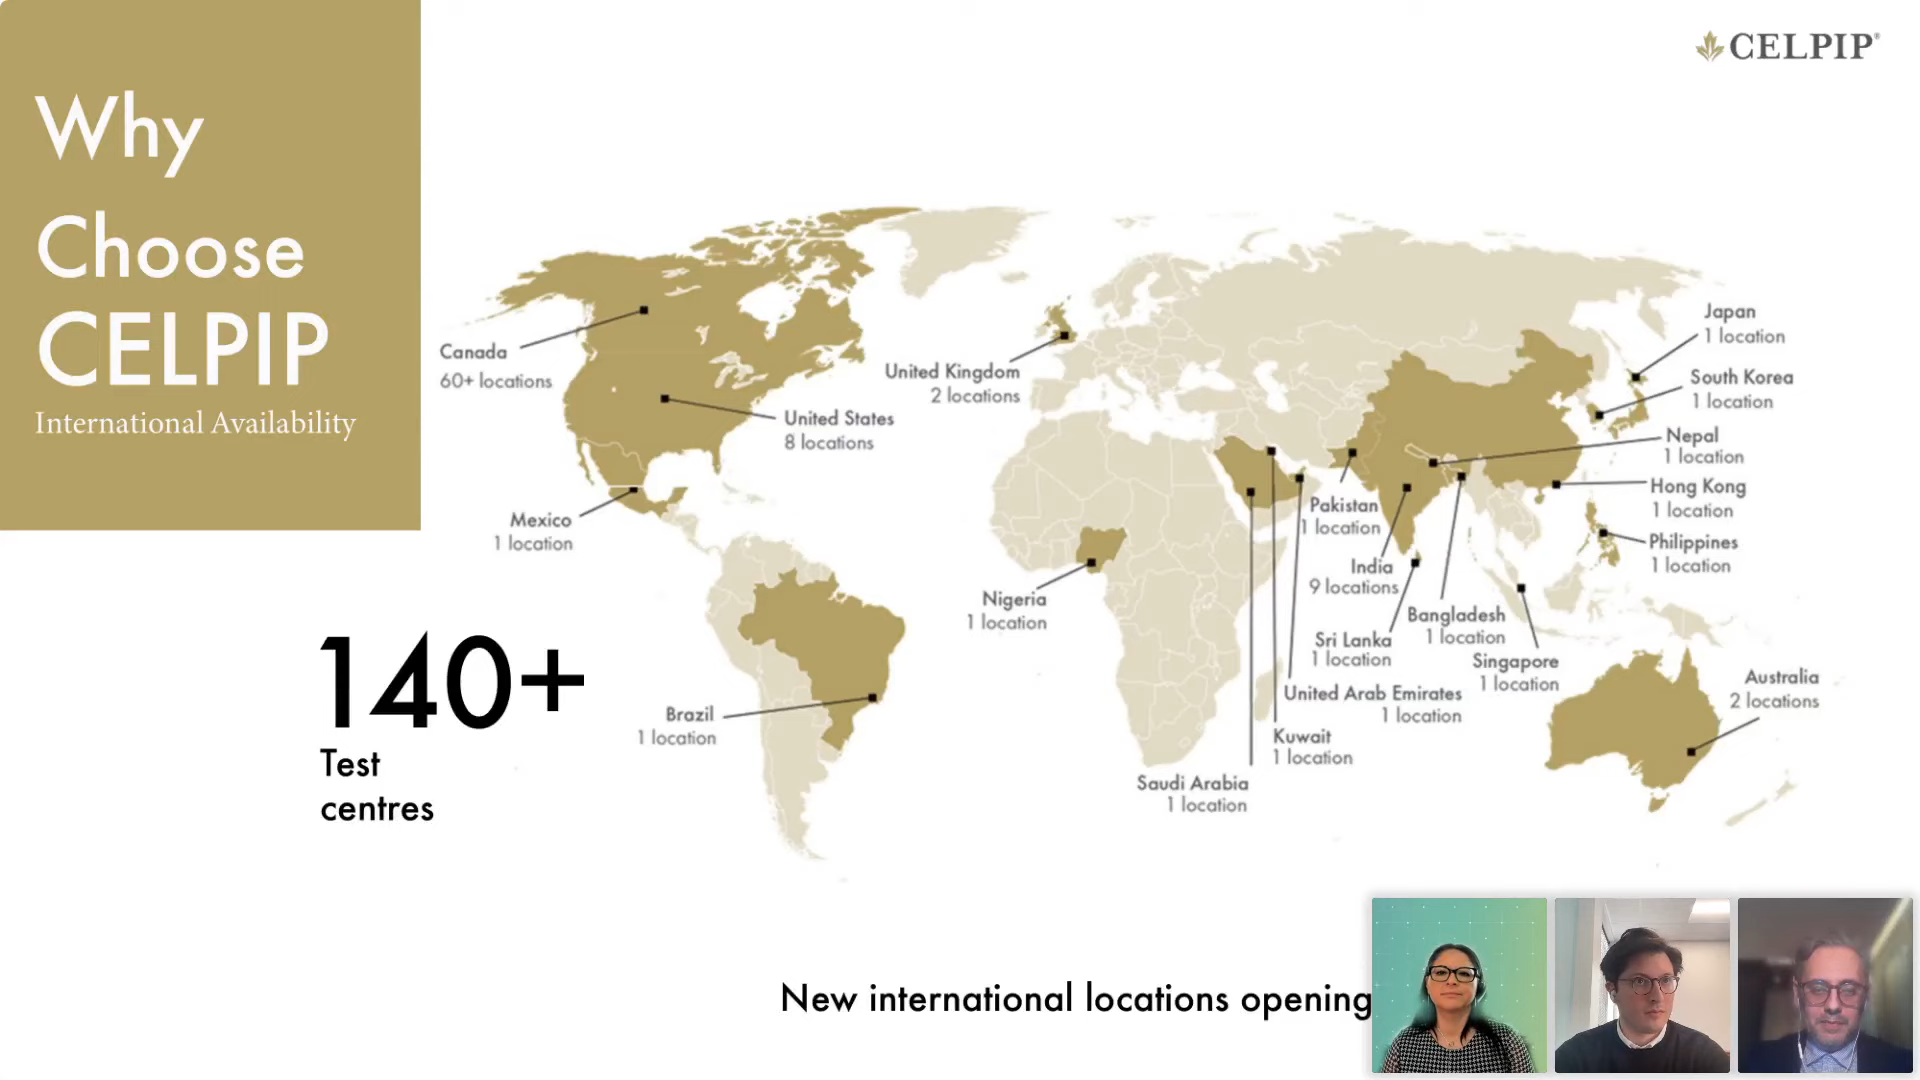 Why
Choose
CELPIP
International Availability
CELPIP®
Canada
60+ locations
United States
8 locations
Mexico
1 location
Brazil
1 location
United Kingdom
2 locations
Nigeria
1 location
Saudi Arabia
1 location
Kuwait
1 location
United Arab Emirates
1 location
Pakistan
1 location
India
9 locations
Sri Lanka
1 location
Bangladesh
1 location
Singapore
1 location
Japan
1 location
South Korea
1 location
Nepal
1 location
Hong Kong
1 location
Philippines
1 location
Australia
2 locations
140+
Test
centres
New international locations opening